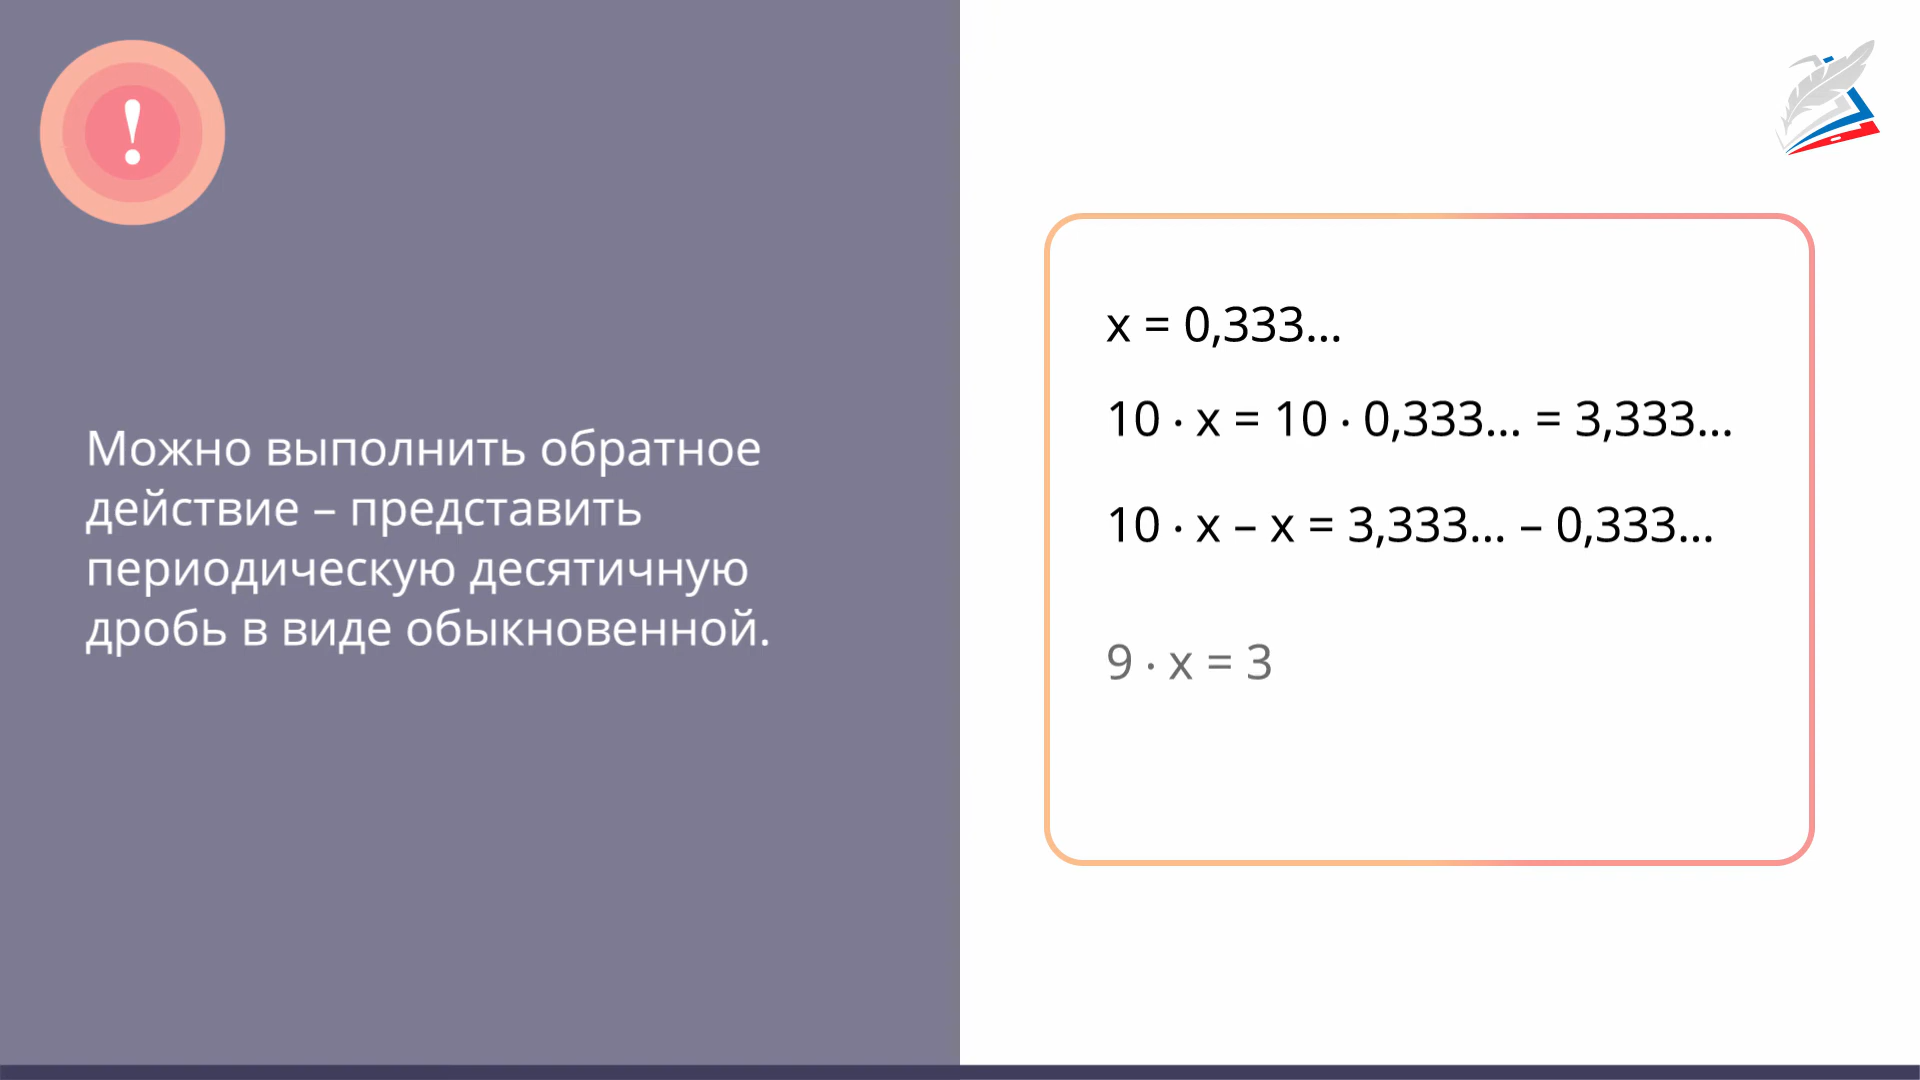 !
Можно выполнить обратное
действие – представить
периодическую десятичную
дробь в виде обыкновенной.
x = 0,333...
10 · x = 10 · 0,333... = 3,333...
10 · x – x = 3,333... – 0,333...
9 · x = 3